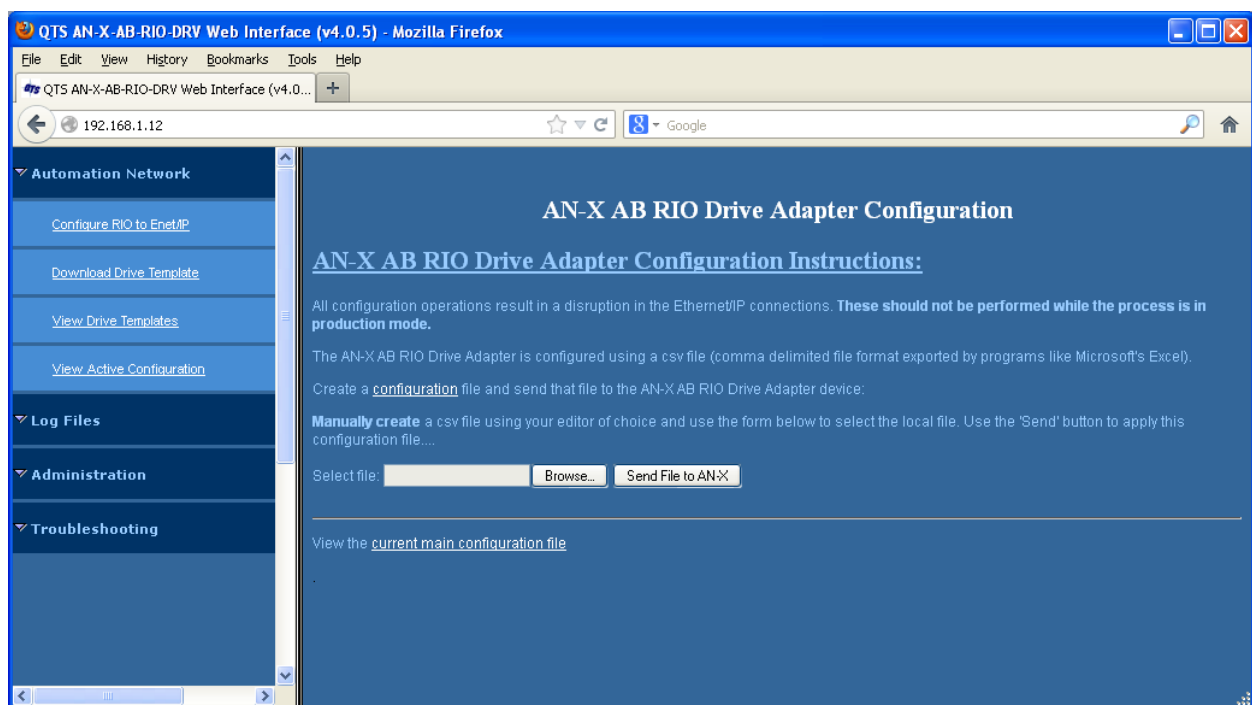 QTS AN-X-AB-RIO-DRV Web Interface (v4.0.5) - Mozilla Firefox
File Edit View History Bookmarks Tools Help
QTS QTS AN-X-AB-RIO-DRV Web Interface (v4.0... +
192.168.1.12
8 Google
Automation Network
Configure RIO to Enet/IP
Download Drive Template
View Drive Templates
View Active Configuration
Log Files
Administration
Troubleshooting
AN-X AB RIO Drive Adapter Configuration
AN-X AB RIO Drive Adapter Configuration Instructions:
All configuration operations result in a disruption in the Ethernet/IP connections. These should not be performed while the process is in
production mode.
The AN-X AB RIO Drive Adapter is configured using a csv file (comma delimited file format exported by programs like Microsoft's Excel).
Create a configuration file and send that file to the AN-X AB RIO Drive Adapter device:
Manually create a csv file using your editor of choice and use the form below to select the local file. Use the 'Send' button to apply this
configuration file....
Select file: Browse... Send File to AN-X
View the current main configuration file
.